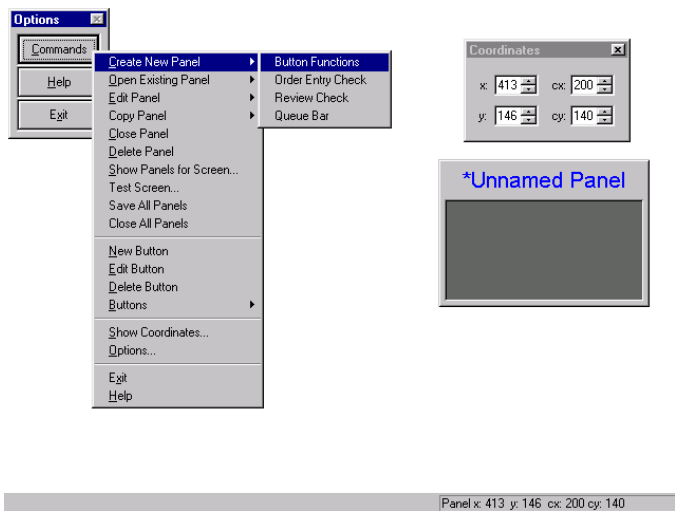 Options
Commands
Help
Exit
Create New Panel
Open Existing Panel
Edit Panel
Copy Panel
Close Panel
Delete Panel
Show Panels for Screen...
Test Screen...
Save All Panels
Close All Panels
New Button
Edit Button
Delete Button
Buttons
Show Coordinates...
Options...
Exit
Help
Button Functions
Order Entry Check
Review Check
Queue Bar
Coordinates
x: 413 cx: 200
y: 146 cy: 140
*Unnamed Panel
Panel x: 413 y: 146 cx: 200 cy: 140